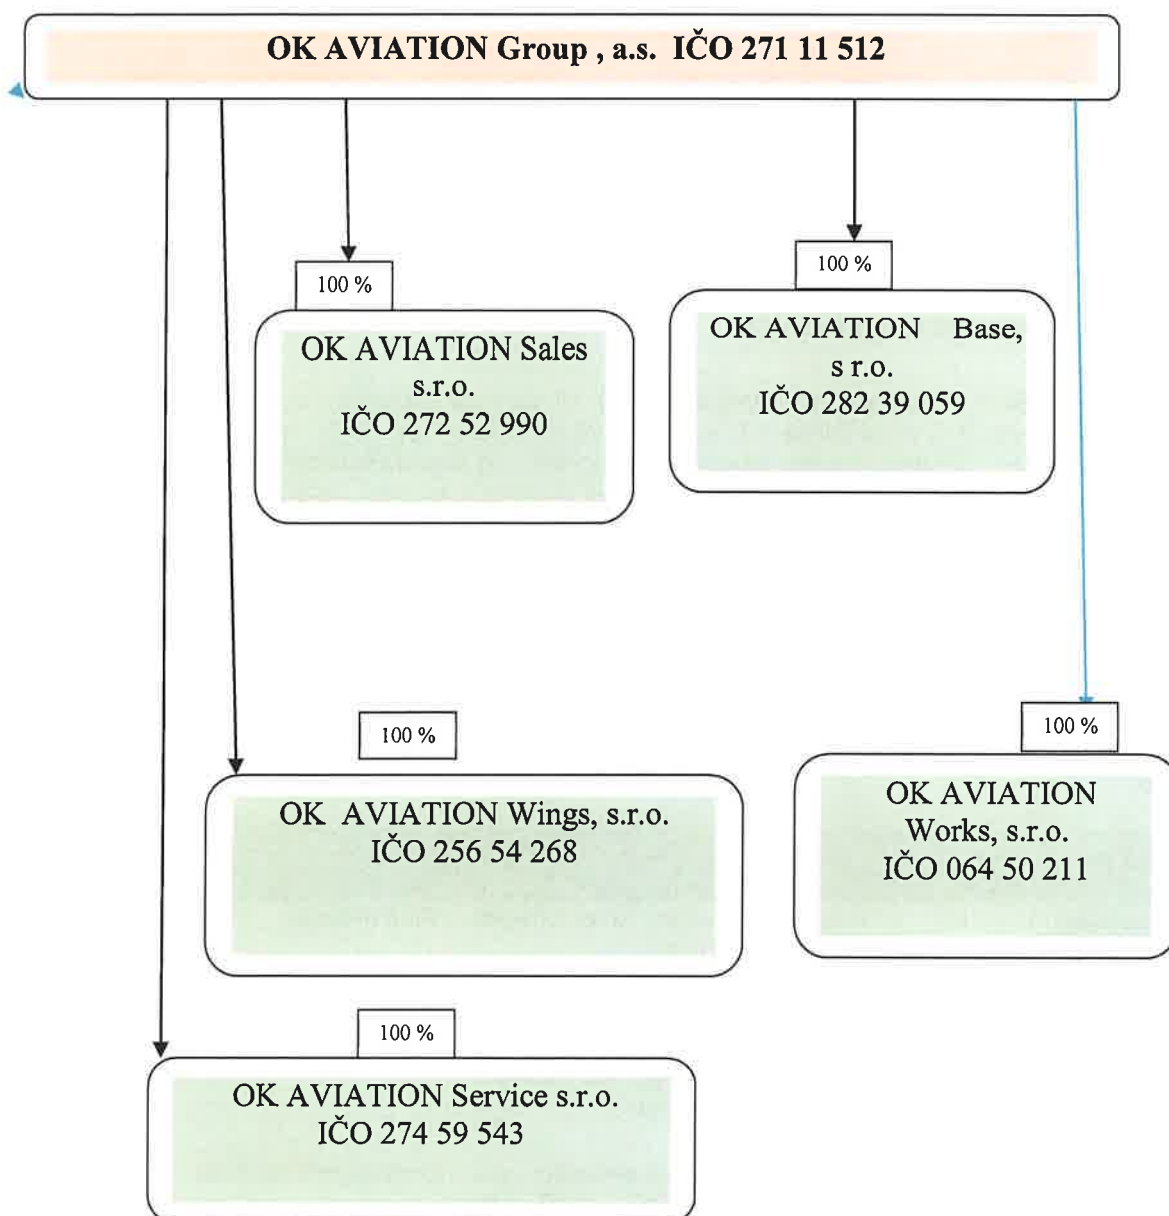 OK AVIATION Group , a.s. IČO 271 11 512
100 %
OK AVIATION Sales
s.r.o.
IČO 272 52 990
100 %
OK AVIATION Base,
s r.o.
IČO 282 39 059
100 %
OK AVIATION Wings, s.r.o.
IČO 256 54 268
100 %
OK AVIATION
Works, s.r.o.
IČO 064 50 211
100 %
OK AVIATION Service s.r.o.
IČO 274 59 543